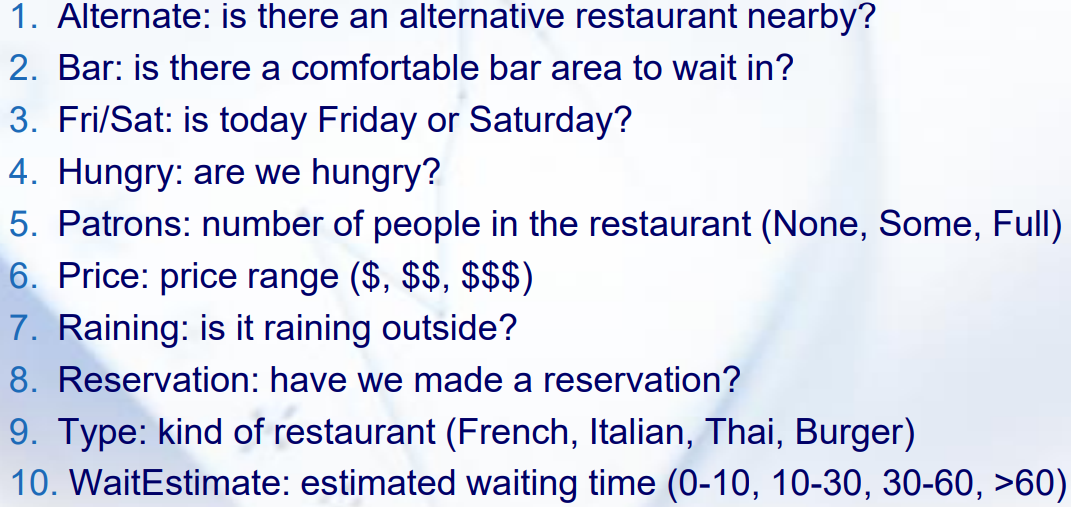 1. Alternate: is there an alternative restaurant nearby?
2. Bar: is there a comfortable bar area to wait in?
3. Fri/Sat: is today Friday or Saturday?
4. Hungry: are we hungry?
5. Patrons: number of people in the restaurant (None, Some, Full)
6. Price: price range ($, $$, $$$)
7. Raining: is it raining outside?
8. Reservation: have we made a reservation?
9. Type: kind of restaurant (French, Italian, Thai, Burger)
10. WaitEstimate: estimated waiting time (0-10, 10-30, 30-60, >60)